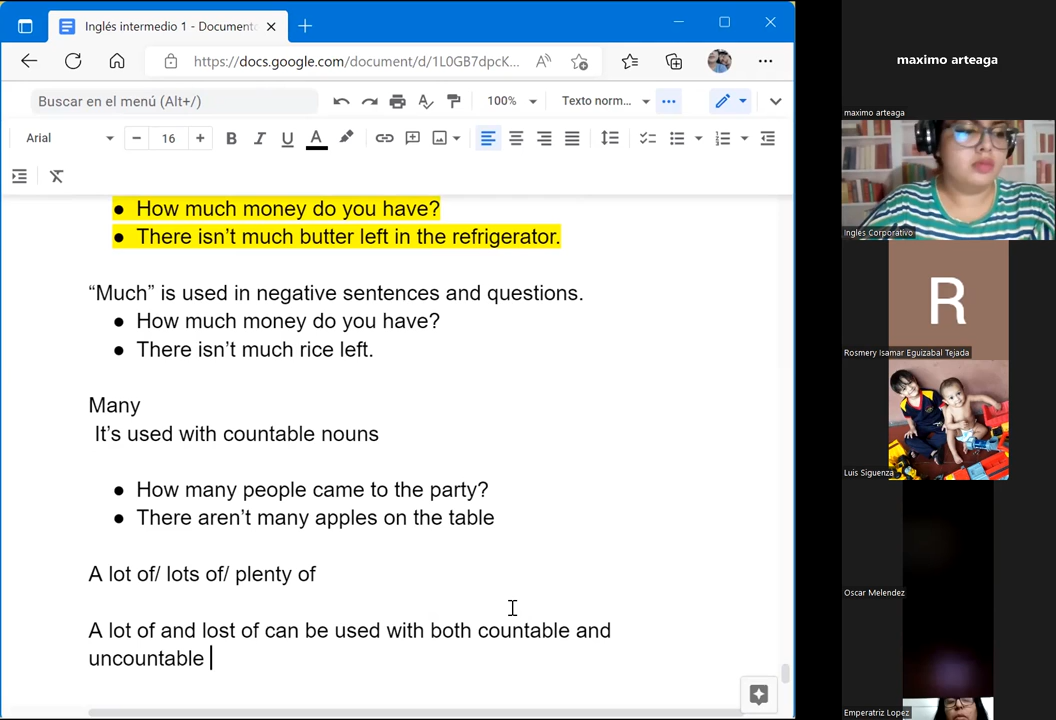 Inglés intermedio 1 - Documento
https://docs.google.com/document/d/1L0GB7dpcK...
Buscar en el menú (Alt+/)
100%
Texto norm...
Arial
16
B I U A
● How much money do you have?
● There isn’t much butter left in the refrigerator.
“Much” is used in negative sentences and questions.
● How much money do you have?
● There isn’t much rice left.
Many
It’s used with countable nouns
● How many people came to the party?
● There aren’t many apples on the table
A lot of/ lots of/ plenty of
A lot of and lost of can be used with both countable and
uncountable
maximo arteaga
maximo arteaga
Inglés Corporativo
R
Rosmery Isamar Eguizabal Tejada
Luis Siguenza
Oscar Melendez
Emperatriz Lopez